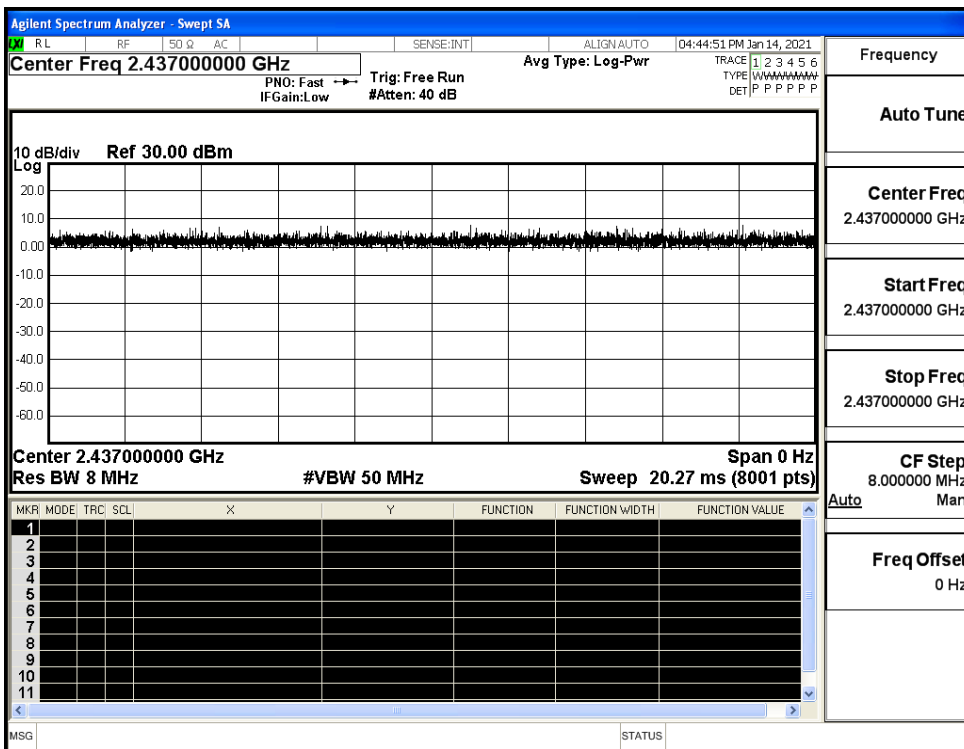 Agilent Spectrum Analyzer - Swept SA
LXI RL RF 50 Ω AC SENSE:INT ALIGN AUTO 04:44:51 PM Jan 14, 2021
Center Freq 2.437000000 GHz
PNO: Fast
IFGain:Low
Trig: Free Run
#Atten: 40 dB
Avg Type: Log-Pwr
TRACE 1 2 3 4 5 6
TYPE WWWWWW
DET P P P P P P
10 dB/div Ref 30.00 dBm
Log
20.0
10.0
0.00
-10.0
-20.0
-30.0
-40.0
-50.0
-60.0
Center 2.437000000 GHz Span 0 Hz
Res BW 8 MHz #VBW 50 MHz Sweep 20.27 ms (8001 pts)
MKR MODE TRC SCL X Y FUNCTION FUNCTION WIDTH FUNCTION VALUE
1
2
3
4
5
6
7
8
9
10
11
MSG STATUS
Frequency
Auto Tune
Center Freq
2.437000000 GHz
Start Freq
2.437000000 GHz
Stop Freq
2.437000000 GHz
CF Step
8.000000 MHz
Auto Man
Freq Offset
0 Hz